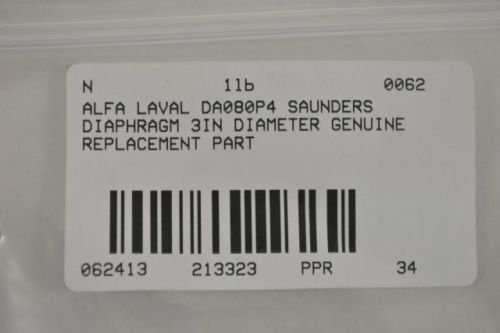 N 1lb 0062
ALFA LAVAL DA080P4 SAUNDERS
DIAPHRAGM 3IN DIAMETER GENUINE
REPLACEMENT PART
062413 213323 PPR 34